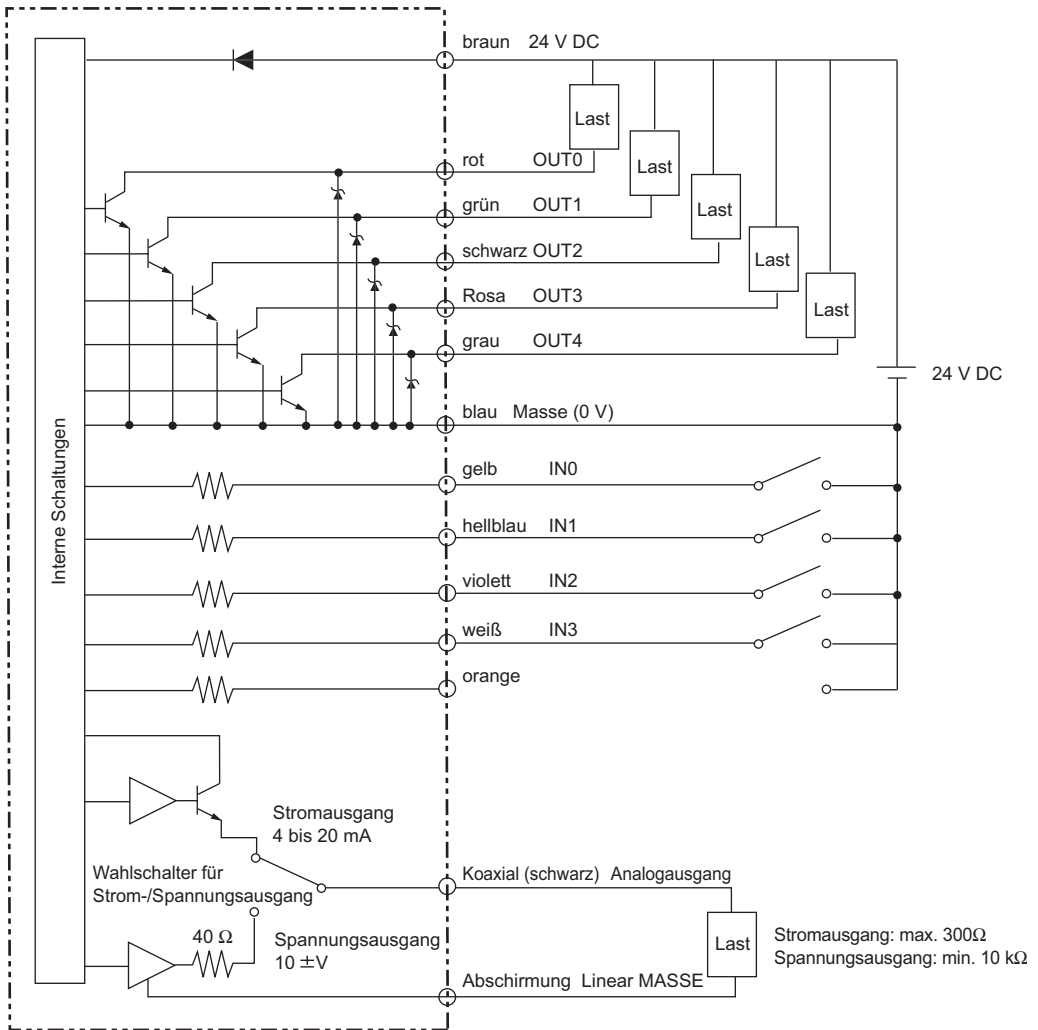 braun 24 V DC
Last
Last
Last
Last
Last
rot OUT0
grün OUT1
schwarz OUT2
Rosa OUT3
grau OUT4
24 V DC
blau Masse (0 V)
Interne Schaltungen
gelb IN0
hellblau IN1
violett IN2
weiß IN3
orange
Stromausgang
4 bis 20 mA
Wahlschalter für
Strom-/Spannungsausgang
Koaxial (schwarz) Analogausgang
40 Ω
Spannungsausgang
10 ±V
Last
Stromausgang: max. 300Ω
Spannungsausgang: min. 10 kΩ
Abschirmung Linear MASSE